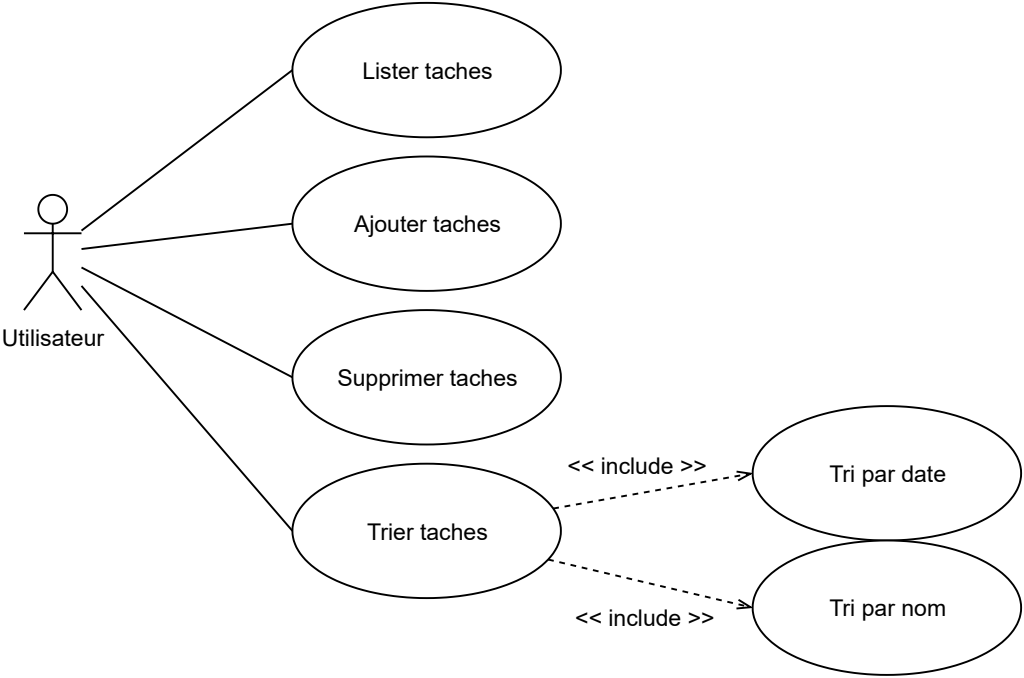 Lister taches
Ajouter taches
Utilisateur
Supprimer taches
Trier taches
<< include >>
Tri par date
<< include >>
Tri par nom